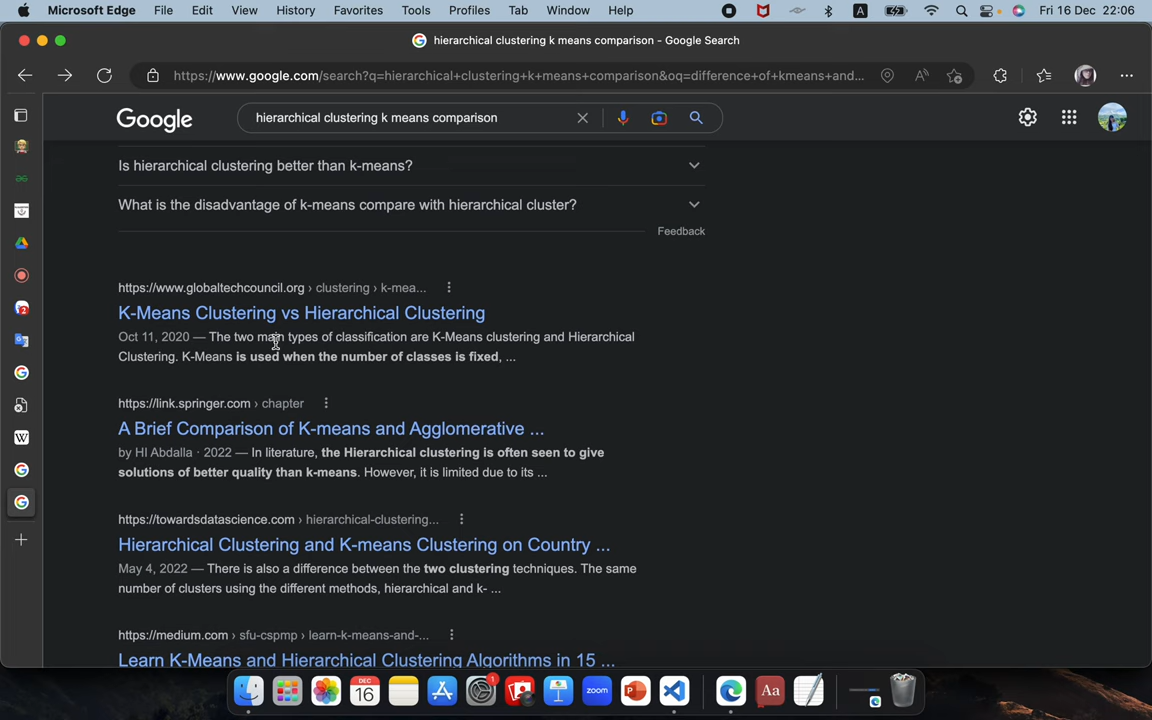 Microsoft Edge File Edit View History Favorites Tools Profiles Tab Window Help A Fri 16 Dec 22:06
hierarchical clustering k means comparison - Google Search
https://www.google.com/search?q=hierarchical+clustering+k+means+comparison&oq=difference+of+kmeans+and...
Google
hierarchical clustering k means comparison
Is hierarchical clustering better than k-means?
What is the disadvantage of k-means compare with hierarchical cluster?
Feedback
https://www.globaltechcouncil.org › clustering › k-mea...
K-Means Clustering vs Hierarchical Clustering
Oct 11, 2020 — The two main types of classification are K-Means clustering and Hierarchical
Clustering. K-Means is used when the number of classes is fixed, ...
https://link.springer.com › chapter
A Brief Comparison of K-means and Agglomerative ...
by HI Abdalla · 2022 — In literature, the Hierarchical clustering is often seen to give
solutions of better quality than k-means. However, it is limited due to its ...
https://towardsdatascience.com › hierarchical-clustering...
Hierarchical Clustering and K-means Clustering on Country ...
May 4, 2022 — There is also a difference between the two clustering techniques. The same
number of clusters using the different methods, hierarchical and k- ...
https://medium.com › sfu-cspmp › learn-k-means-and-...
Learn K-Means and Hierarchical Clustering Algorithms in 15 ...
DEC
16
1
zoom
Aa